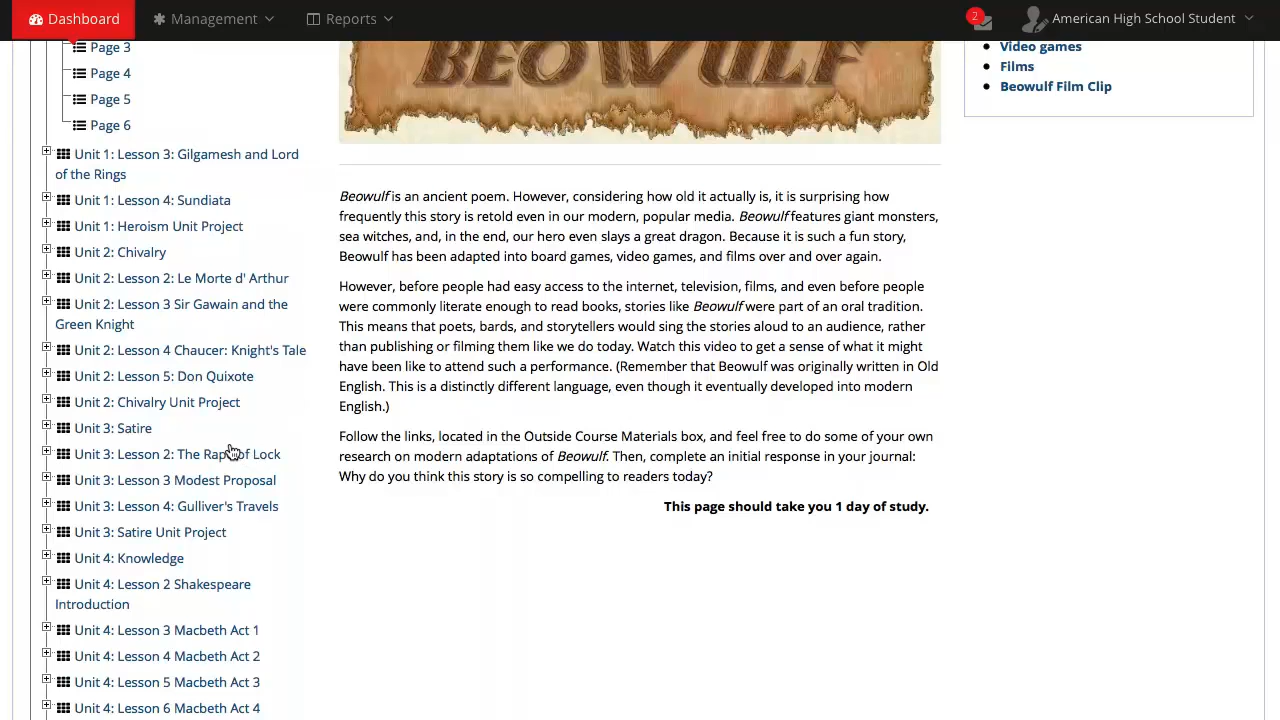 Dashboard Management Reports 2 American High School Student
Page 3
Page 4
Page 5
Page 6
Unit 1: Lesson 3: Gilgamesh and Lord
of the Rings
Unit 1: Lesson 4: Sundiata
Unit 1: Heroism Unit Project
Unit 2: Chivalry
Unit 2: Lesson 2: Le Morte d' Arthur
Unit 2: Lesson 3 Sir Gawain and the
Green Knight
Unit 2: Lesson 4 Chaucer: Knight's Tale
Unit 2: Lesson 5: Don Quixote
Unit 2: Chivalry Unit Project
Unit 3: Satire
Unit 3: Lesson 2: The Rape of Lock
Unit 3: Lesson 3 Modest Proposal
Unit 3: Lesson 4: Gulliver's Travels
Unit 3: Satire Unit Project
Unit 4: Knowledge
Unit 4: Lesson 2 Shakespeare
Introduction
Unit 4: Lesson 3 Macbeth Act 1
Unit 4: Lesson 4 Macbeth Act 2
Unit 4: Lesson 5 Macbeth Act 3
Unit 4: Lesson 6 Macbeth Act 4
BEOWULF
Beowulf is an ancient poem. However, considering how old it actually is, it is surprising how
frequently this story is retold even in our modern, popular media. Beowulf features giant monsters,
sea witches, and, in the end, our hero even slays a great dragon. Because it is such a fun story,
Beowulf has been adapted into board games, video games, and films over and over again.
However, before people had easy access to the internet, television, films, and even before people
were commonly literate enough to read books, stories like Beowulf were part of an oral tradition.
This means that poets, bards, and storytellers would sing the stories aloud to an audience, rather
than publishing or filming them like we do today. Watch this video to get a sense of what it might
have been like to attend such a performance. (Remember that Beowulf was originally written in Old
English. This is a distinctly different language, even though it eventually developed into modern
English.)
Follow the links, located in the Outside Course Materials box, and feel free to do some of your own
research on modern adaptations of Beowulf. Then, complete an initial response in your journal:
Why do you think this story is so compelling to readers today?
This page should take you 1 day of study.
Video games
Films
Beowulf Film Clip